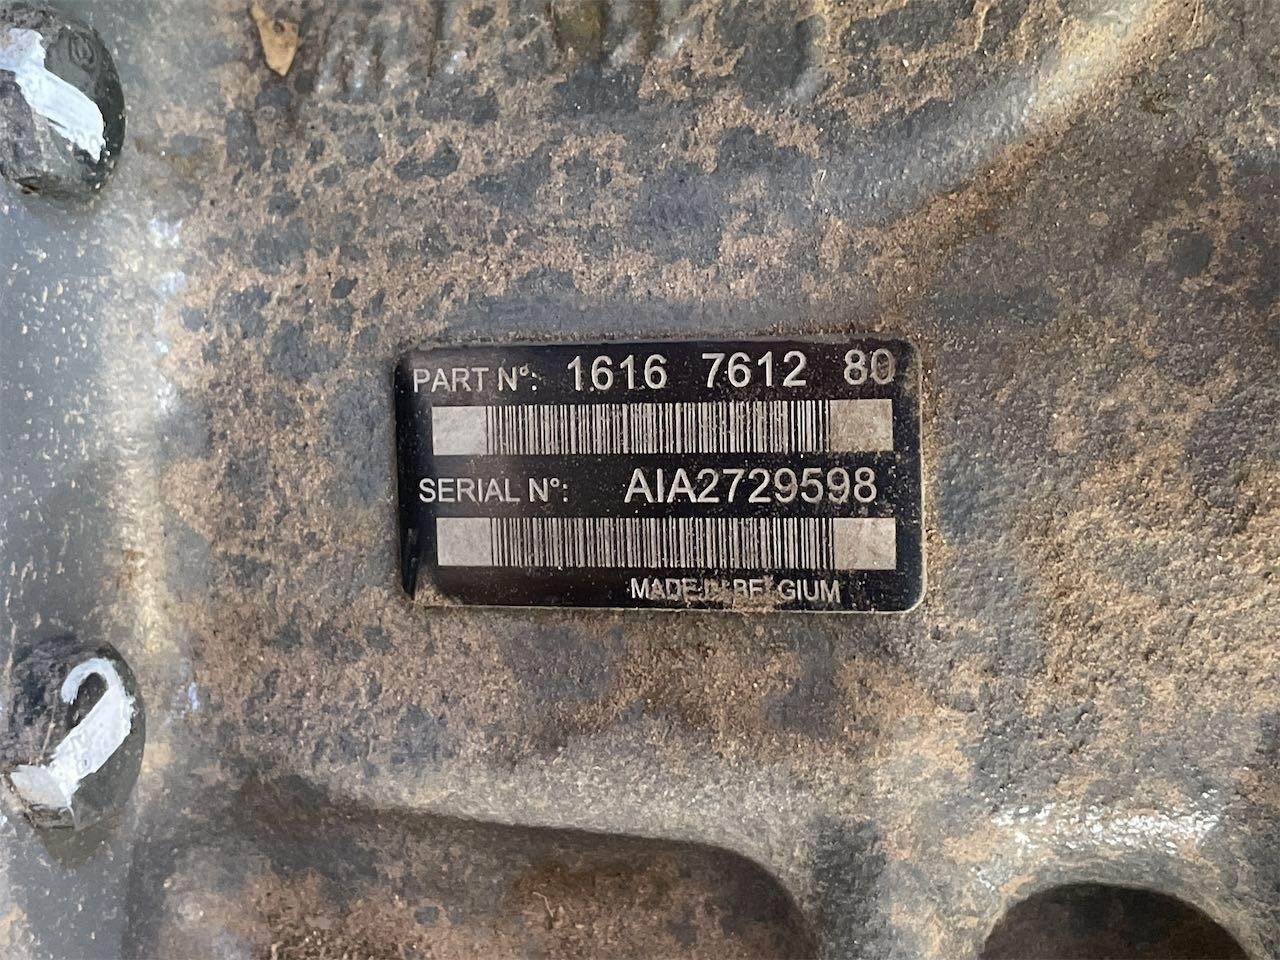 PART N°: 1616 7612 80
SERIAL N°: AIA2729598
MADE IN BELGIUM